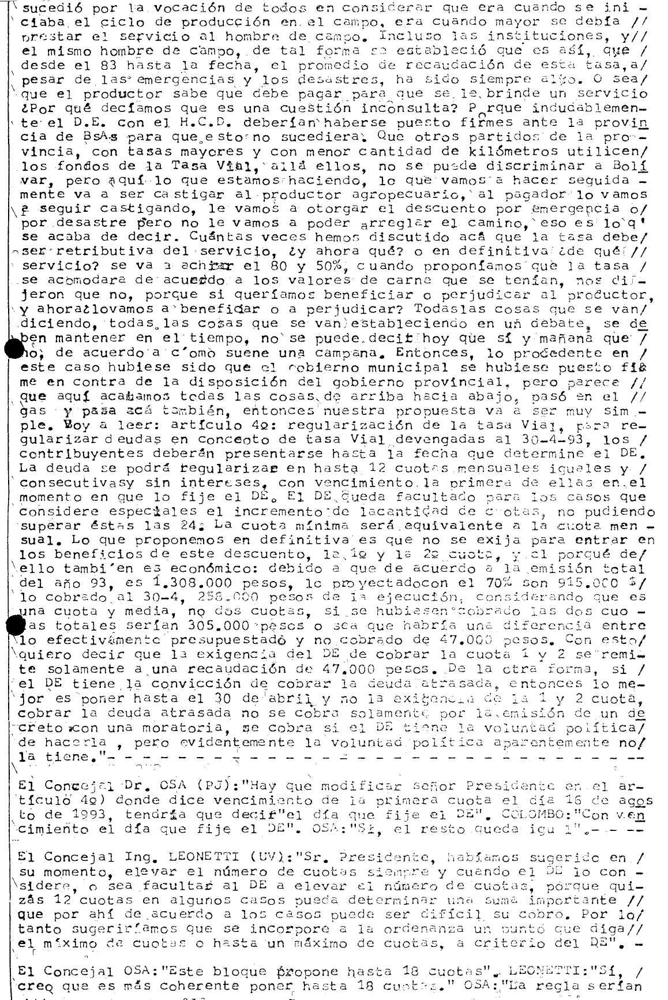 sucedió por la vocación de todos en considerar que era cuando se ini -
ciaba el ciclo de producción en el campo, era cuando mayor se debía //
prestar el servicio al hombre de campo. Incluso las instituciones, y//
el mismo hombre de campo, de tal forma se estableció que es así, que /
desde el 83 hasta la fecha, el promedio de recaudación de esta tasa,a/
pesar de las emergencias y los desastres, ha sido siempre algo. O sea/
que el productor sabe que debe pagar para que se le brinde un servicio
¿Por qué decíamos que es una cuestión inconsulta? Porque indudablemen-
te el D.E. con el H.C.D. deberían haberse puesto firmes ante la provin
cia de BsAs para que esto no sucediera. Que otros partidos de la pro -
vincia, con tasas mayores y con menor cantidad de kilómetros utilicen/
los fondos de la Tasa Vial, allá ellos, no se puede discriminar a Bolí
var, pero aquí lo que estamos haciendo, lo que vamos a hacer seguida -
mente va a ser castigar al productor agropecuario, al pagador lo vamos
a seguir castigando, le vamos a otorgar el descuento por emergencia o/
por desastre pero no le vamos a poder arreglar el camino, eso es lo q'
se acaba de decir. Cuántas veces hemos discutido acá que la tasa debe/
ser retributiva del servicio, ¿y ahora qué? o en definitiva ¿de qué //
servicio? se va a achicar el 80 y 50%, cuando proponíamos que la tasa /
se acomodara de acuerdo a los valores de carne que se tenían, nos dij-
jeron que no, porque si queríamos beneficiar o perjudicar al productor,
y ahora¿lovamos a beneficiar o a perjudicar? Todaslas cosas que se van/
diciendo, todas las cosas que se van estableciendo en un debate, se de
ben mantener en el tiempo, no se puede decir hoy que sí y mañana que /
no, de acuerdo a c´omo suene una campana. Entonces, lo procedente en /
este caso hubiese sido que el gobierno municipal se hubiese puesto fir
me en contra de la disposición del gobierno provincial, pero parece //
que aquí acatamos todas las cosas de arriba hacia abajo, pasó en el //
gas y pasa acá también, entonces nuestra propuesta va a ser muy sim -
ple. Voy a leer: artículo 4º: regularización de la tasa Vial, para re-
gularizar deudas en concepto de tasa Vial devengadas al 30-4-93, los /
contribuyentes deberán presentarse hasta la fecha que determine el DE.
La deuda se podrá regularizar en hasta 12 cuotas mensuales iguales y /
consecutivasy sin intereses, con vencimiento la primera de ellas en el
momento en que lo fije el DE. El DE queda facultado para los casos que
considere especiales el incremento de lacantidad de cuotas, no pudiendo
superar éstas las 24. La cuota mínima será equivalente a la cuota men -
sual. Lo que proponemos en definitiva es que no se exija para entrar en
los beneficios de este descuento, la 1º y la 2º cuota, y el porqué de/
ello tambi´en es económico: debido a que de acuerdo a la emisión total
del año 93, es 1.308.000 pesos, lo proyectadocon el 70% son 915.000 $/
lo cobrado al 30-4, 258.000 pesos de la ejecución, considerando que es
una cuota y media, no dos cuotas, si se hubiesen cobrado las dos cuo -
tas totales serían 305.000 pesos o sea que habría una diferencia entre
lo efectivamente presupuestado y no cobrado de 47.000 pesos. Con esto/
quiero decir que la exigencia del DE de cobrar la cuota 1 y 2 se remi-
te solamente a una recaudación de 47.000 pesos. De la otra forma, si /
el DE tiene la convicción de cobrar la deuda atrasada, entonces lo me-
jor es poner hasta el 30 de abril y no la exigencia de la 1 y 2 cuota,
cobrar la deuda atrasada no se cobra solamente por la emisión de un de
creto con una moratoria, se cobra si el DE tiene la voluntad política/
de hacerla , pero evidentemente la voluntad política aparentemente no/
la tiene."- - - - - - - - - - - - - - - - - - - - - - - - - - - - - --
El Concejal Dr. OSA (PJ):"Hay que modificar señor Presidente en el ar-
tículo 4º) donde dice vencimiento de la primera cuota el día 16 de agos
to de 1993, tendría que decir"el día que fije el DE". COLOMBO:"Con ven
cimiento el día que fije el DE". OSA:"Sí, el resto queda igu l".- - --
El Concejal Ing. LEONETTI (UV):"Sr. Presidente, habíamos sugerido en /
su momento, elevar el número de cuotas siempre y cuando el DE lo con -
sidere, o sea facultar al DE a elevar el número de cuotas, porque qui-
zás 12 cuotas en algunos casos pueda determinar una suma importante //
que por ahí de acuerdo a los casos puede ser difícil su cobro. Por lo/
tanto sugeriríamos que se incorpore a la ordenanza un punto que diga//
el máximo de cuotas o hasta un máximo de cuotas, a criterio del DE". -
El Concejal OSA:"Este bloque propone hasta 18 cuotas". LEONETTI:"Sí, /
creo que es más coherente poner hasta 18 cuotas." OSA:"La regla serían